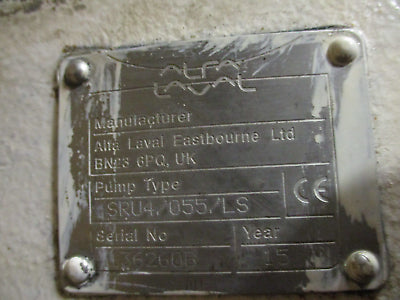 ALFA
LAVAL
Manufacturer
Alfa Laval Eastbourne Ltd
BN23 6PQ, UK
Pump Type
SRU4/055/LS
CE
Serial No
Year
15